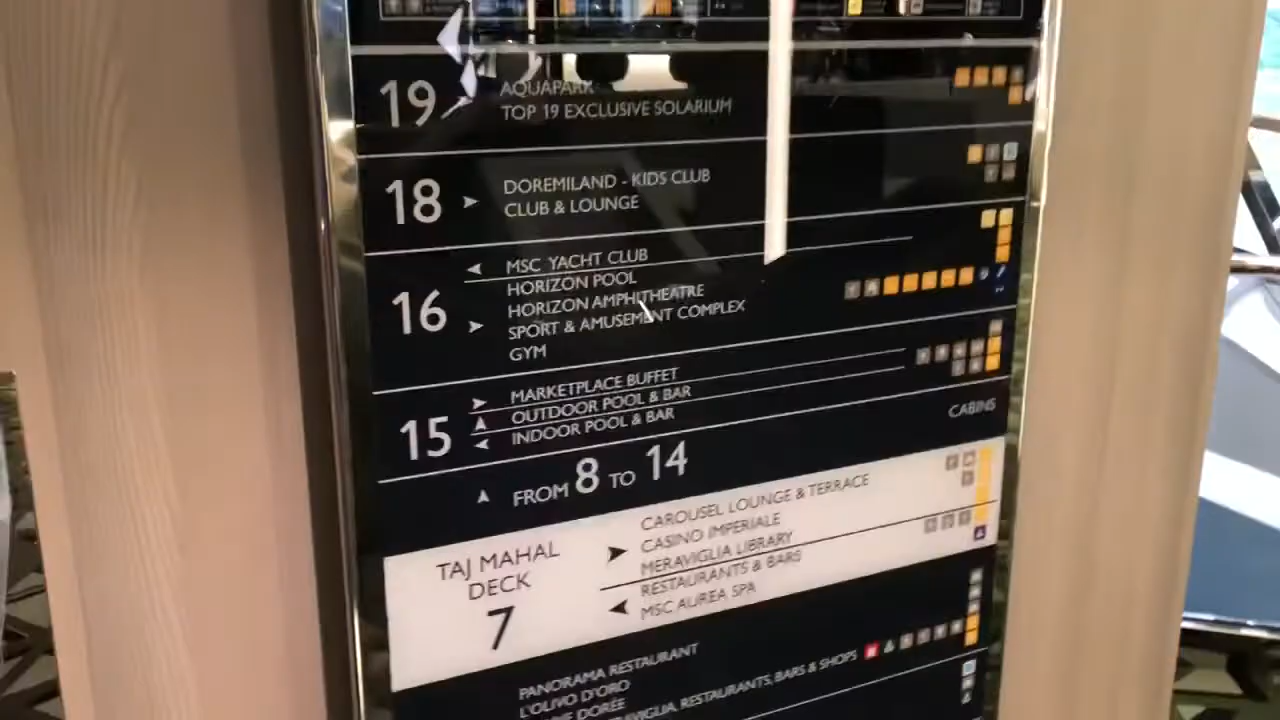 19
AQUAPARK
TOP 19 EXCLUSIVE SOLARIUM
18
DOREMILAND - KIDS CLUB
CLUB & LOUNGE
16
MSC YACHT CLUB
HORIZON POOL
HORIZON AMPHITHEATRE
SPORT & AMUSEMENT COMPLEX
GYM
15
MARKETPLACE BUFFET
OUTDOOR POOL & BAR
INDOOR POOL & BAR
CABINS
FROM 8 TO 14
TAJ MAHAL
DECK
7
CAROUSEL LOUNGE & TERRACE
CASINO IMPERIALE
MERAVIGLIA LIBRARY
RESTAURANTS & BARS
MSC AUREA SPA
PANORAMA RESTAURANT
L'OLIVO D'ORO
DORÉE
RESTAURANTS, BARS & SHOPS